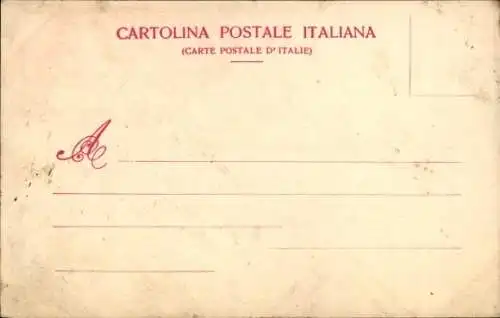 CARTOLINA POSTALE ITALIANA
(CARTE POSTALE D'ITALIE)
A